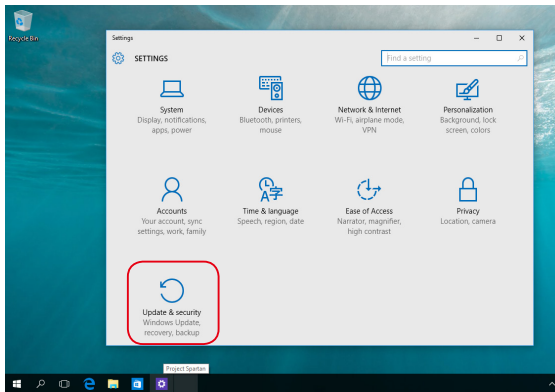 Recycle Bin
Settings
SETTINGS
Find a setting
System
Display, notifications,
apps, power
Devices
Bluetooth, printers,
mouse
Network & Internet
Wi-Fi, airplane mode,
VPN
Personalization
Background, lock
screen, colors
Accounts
Your account, sync
settings, work, family
A字
Time & language
Speech, region, date
Ease of Access
Narrator, magnifier,
high contrast
Privacy
Location, camera
Update & security
Windows Update,
recovery, backup
Project Spartan